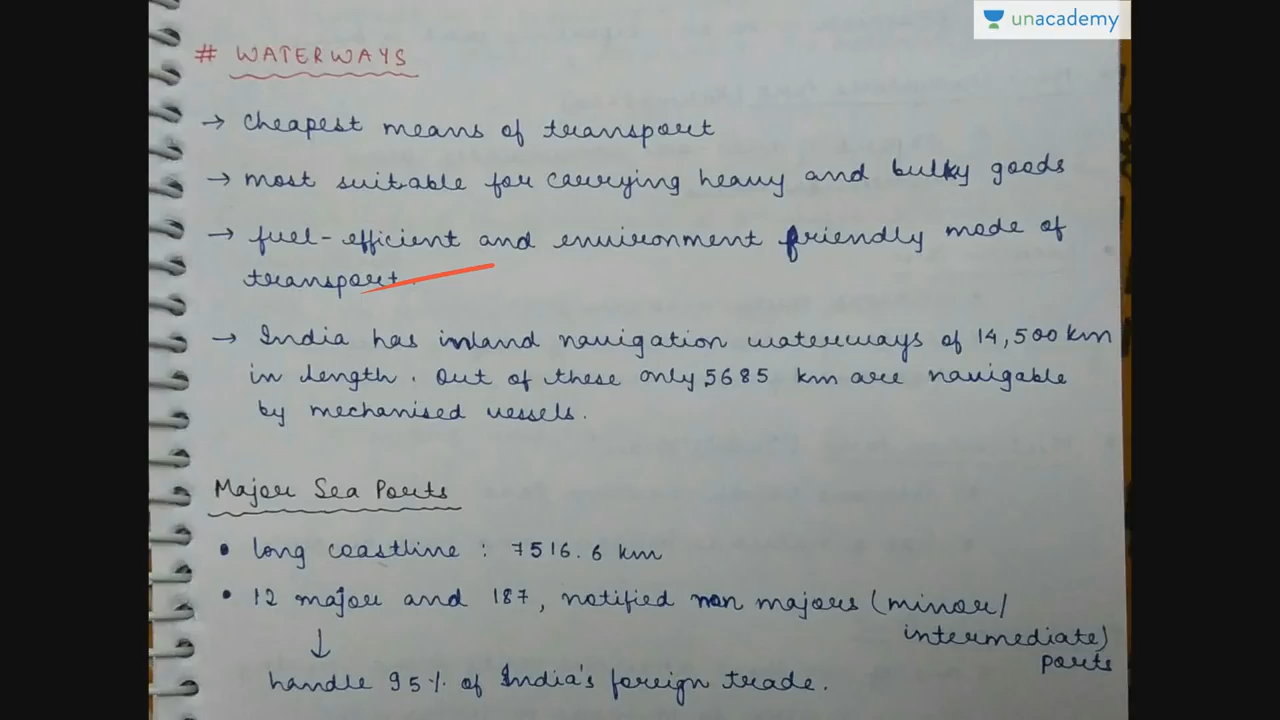 unacademy
# WATERWAYS
→ cheapest means of transport
→ most suitable for carrying heavy and bulky goods
→ fuel-efficient and environment friendly mode of
transport.
→ India has inland navigation waterways of 14,500 km
in length. Out of these only 5685 km are navigable
by mechanised vessels.
Major Sea Ports
• long coastline : 7516.6 km
• 12 major and 187, notified non majors (minor/
intermediate)
ports
↓
handle 95% of India's foreign trade.